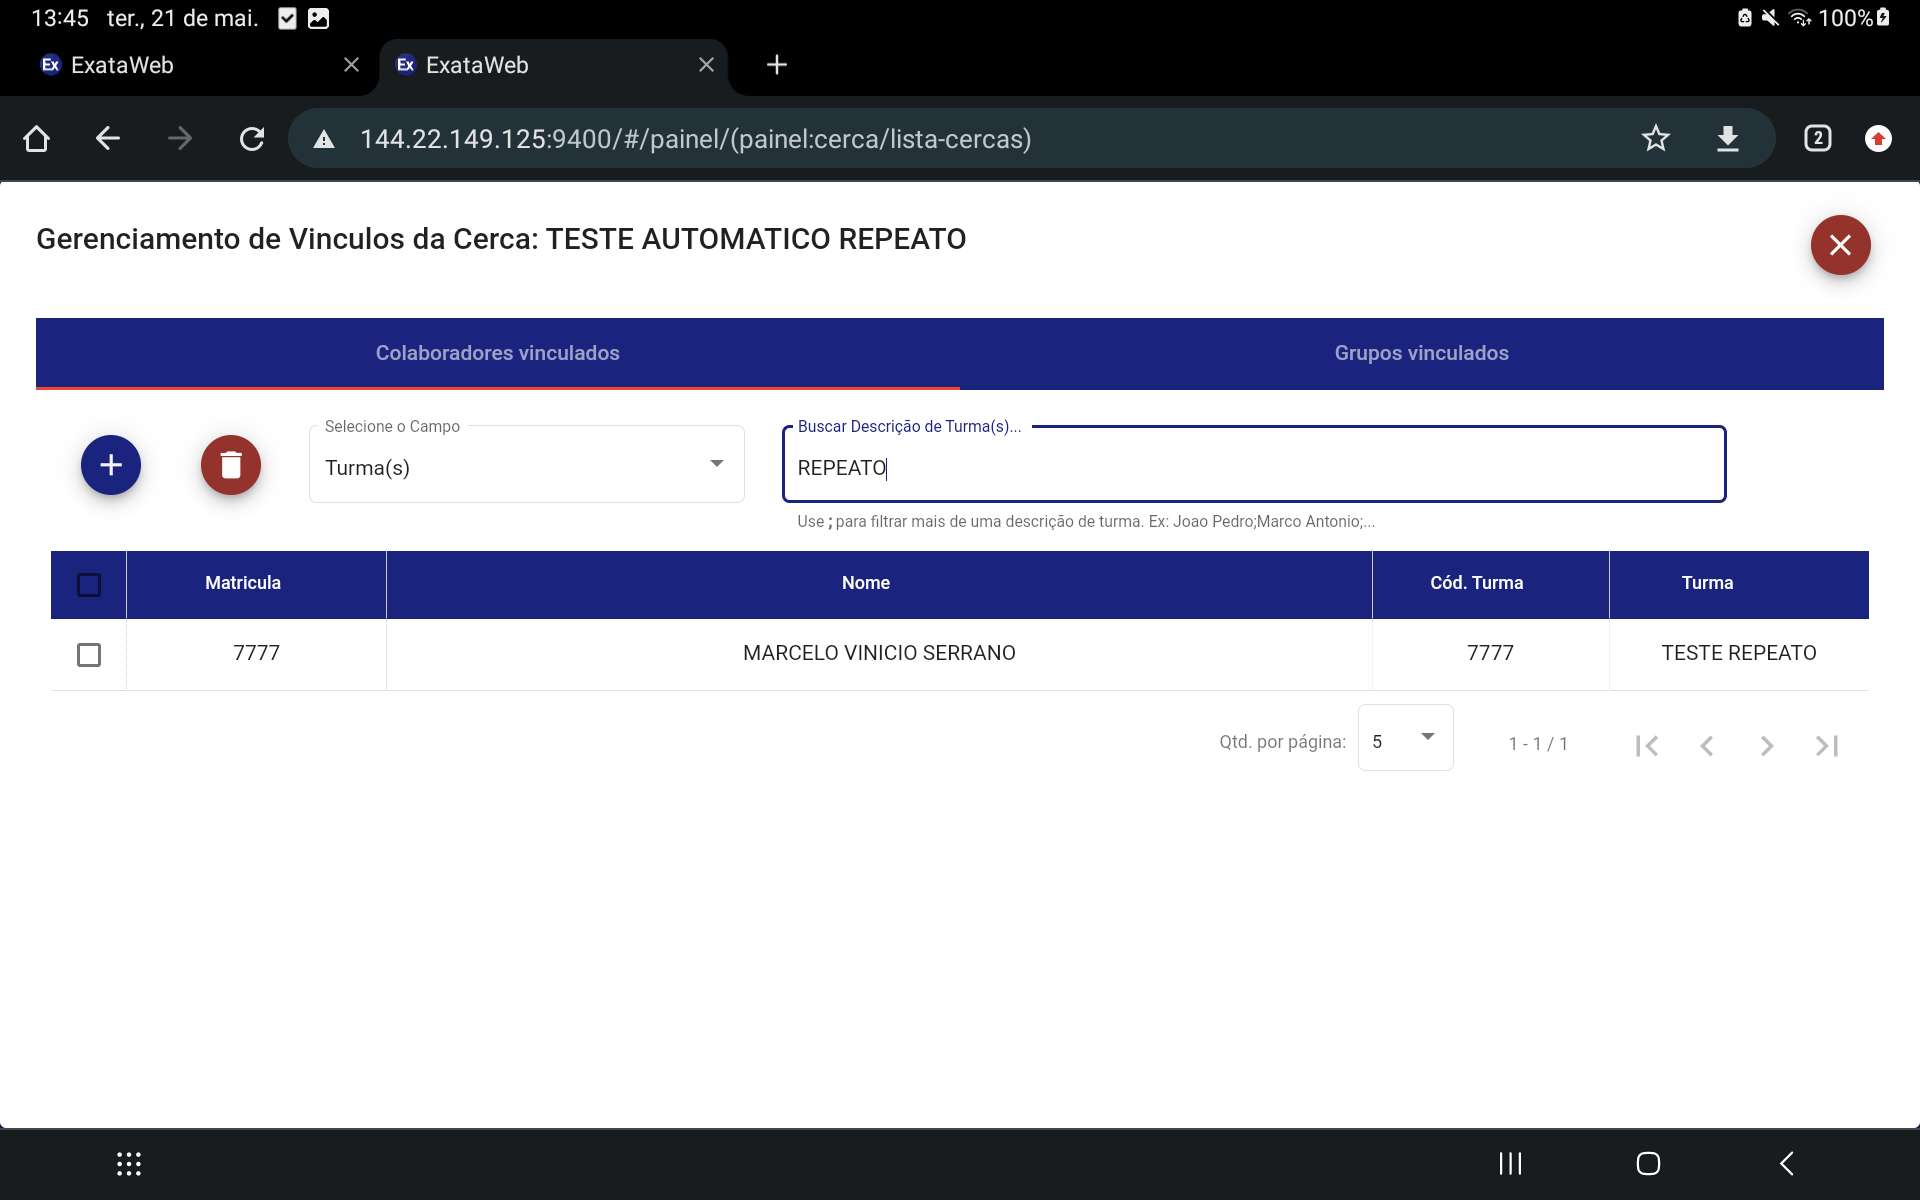 13:45 ter., 21 de mai.
100%
Ex ExataWeb
Ex ExataWeb
144.22.149.125:9400/#/painel/(painel:cerca/lista-cercas)
2
Gerenciamento de Vinculos da Cerca: TESTE AUTOMATICO REPEATO
Colaboradores vinculados
Grupos vinculados
Selecione o Campo
Turma(s)
Buscar Descrição de Turma(s)...
REPEATO
Use ; para filtrar mais de uma descrição de turma. Ex: Joao Pedro;Marco Antonio;...
Matricula Nome Cód. Turma Turma
7777 MARCELO VINICIO SERRANO 7777 TESTE REPEATO
Qtd. por página: 5 1 - 1 / 1